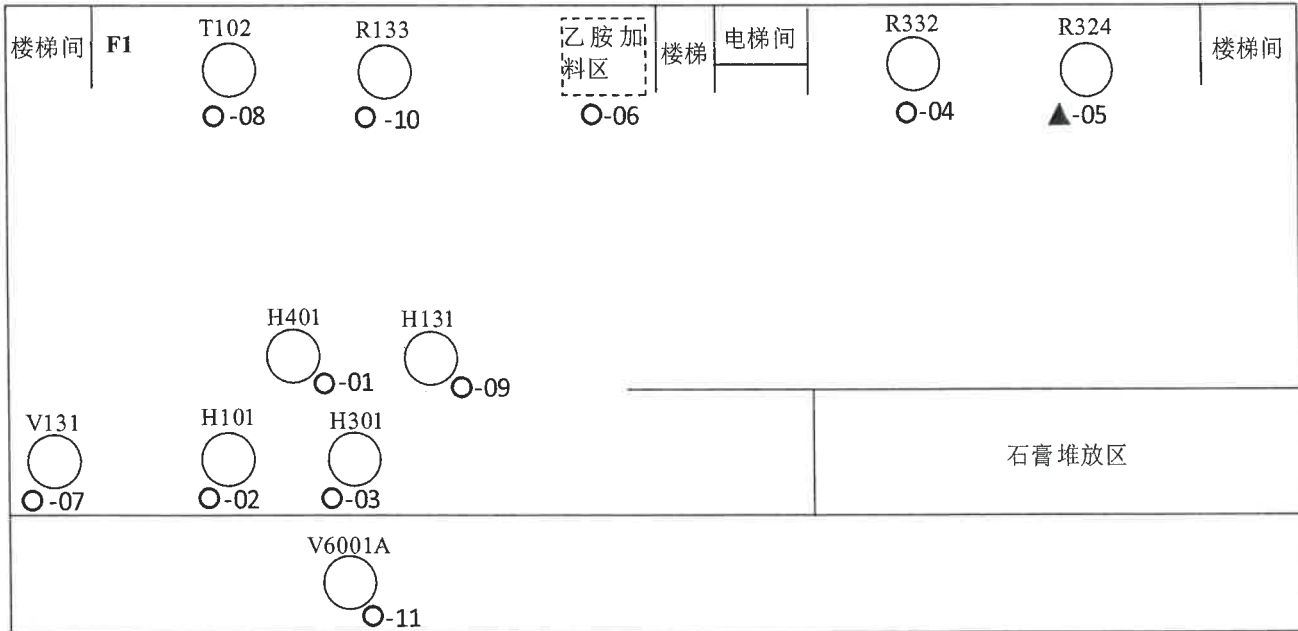 楼梯间
F1
T102
R133
乙胺加
料区
楼梯
电梯间
R332
R324
楼梯间
-08
-10
-06
-04
-05
H401
H131
-01
-09
V131
H101
H301
石膏堆放区
-07
-02
-03
V6001A
-11